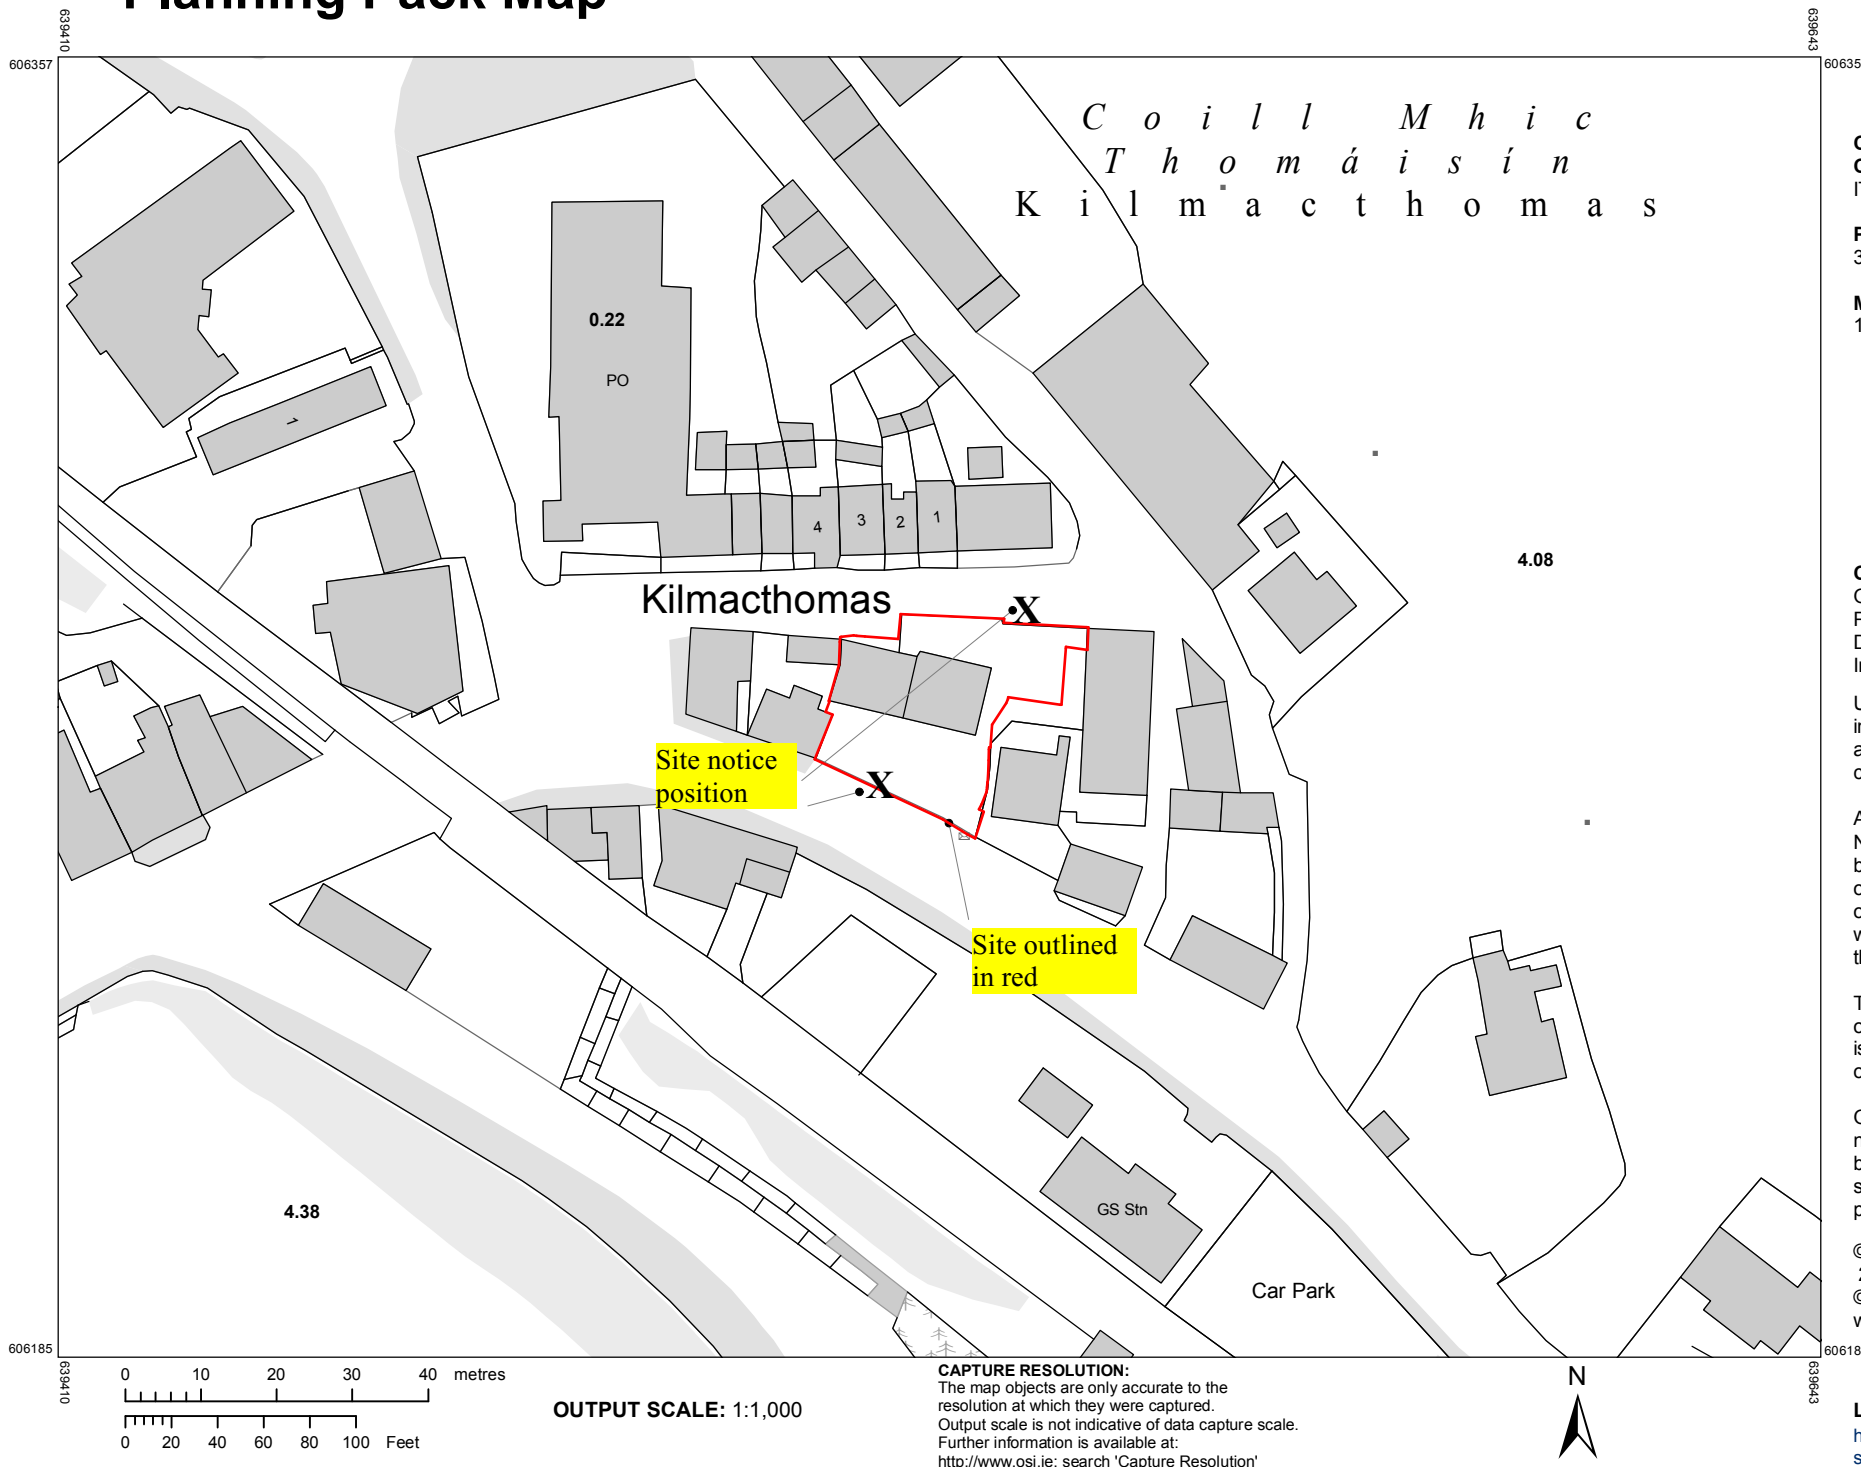 Planning Pack Map
639410
639643
606357
60635
Coill Mhic
Thomáisín
Kilmacthomas
0.22
PO
1
4
3
2
1
4.08
Kilmacthomas
X
Site notice
position
X
Site outlined
in red
4.38
GS Stn
Car Park
606185
60618
639410
639643
0 10 20 30 40 metres
0 20 40 60 80 100 Feet
OUTPUT SCALE: 1:1,000
CAPTURE RESOLUTION:
The map objects are only accurate to the
resolution at which they were captured.
Output scale is not indicative of data capture scale.
Further information is available at:
http://www.osi.ie; search 'Capture Resolution'
N